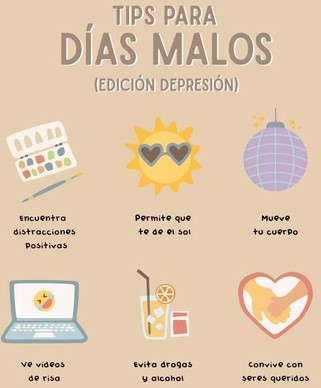 TIPS PARA
DÍAS MALOS
(EDICIÓN DEPRESIÓN)
Encuentra
distracciones
Positivas
Permite que
te de el sol
Mueve
tu cuerpo
Ve videos
de risa
Evita drogas
y alcohol
Convive con
seres queridos